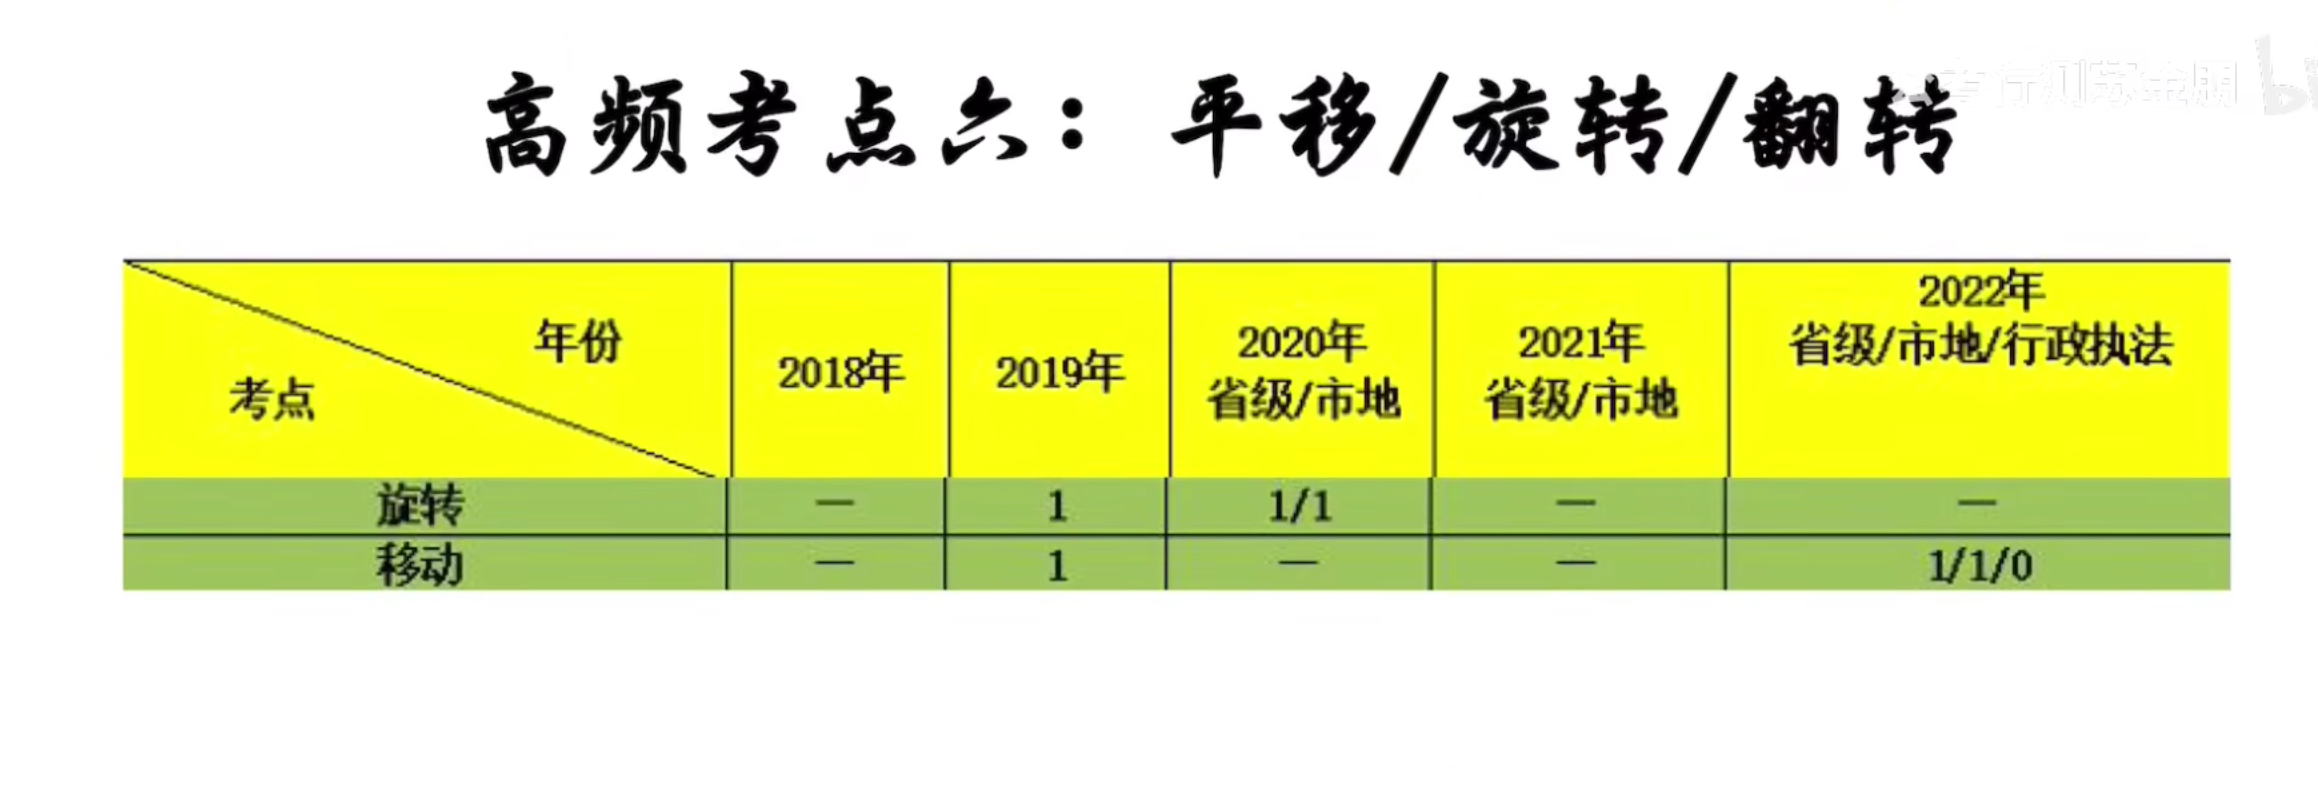 高频考点六：平移/旋转/翻转
年份
考点
2018年
2019年
2020年
省级/市地
2021年
省级/市地
2022年
省级/市地/行政执法
旋转 — 1 1/1 — —
移动 — 1 — — 1/1/0